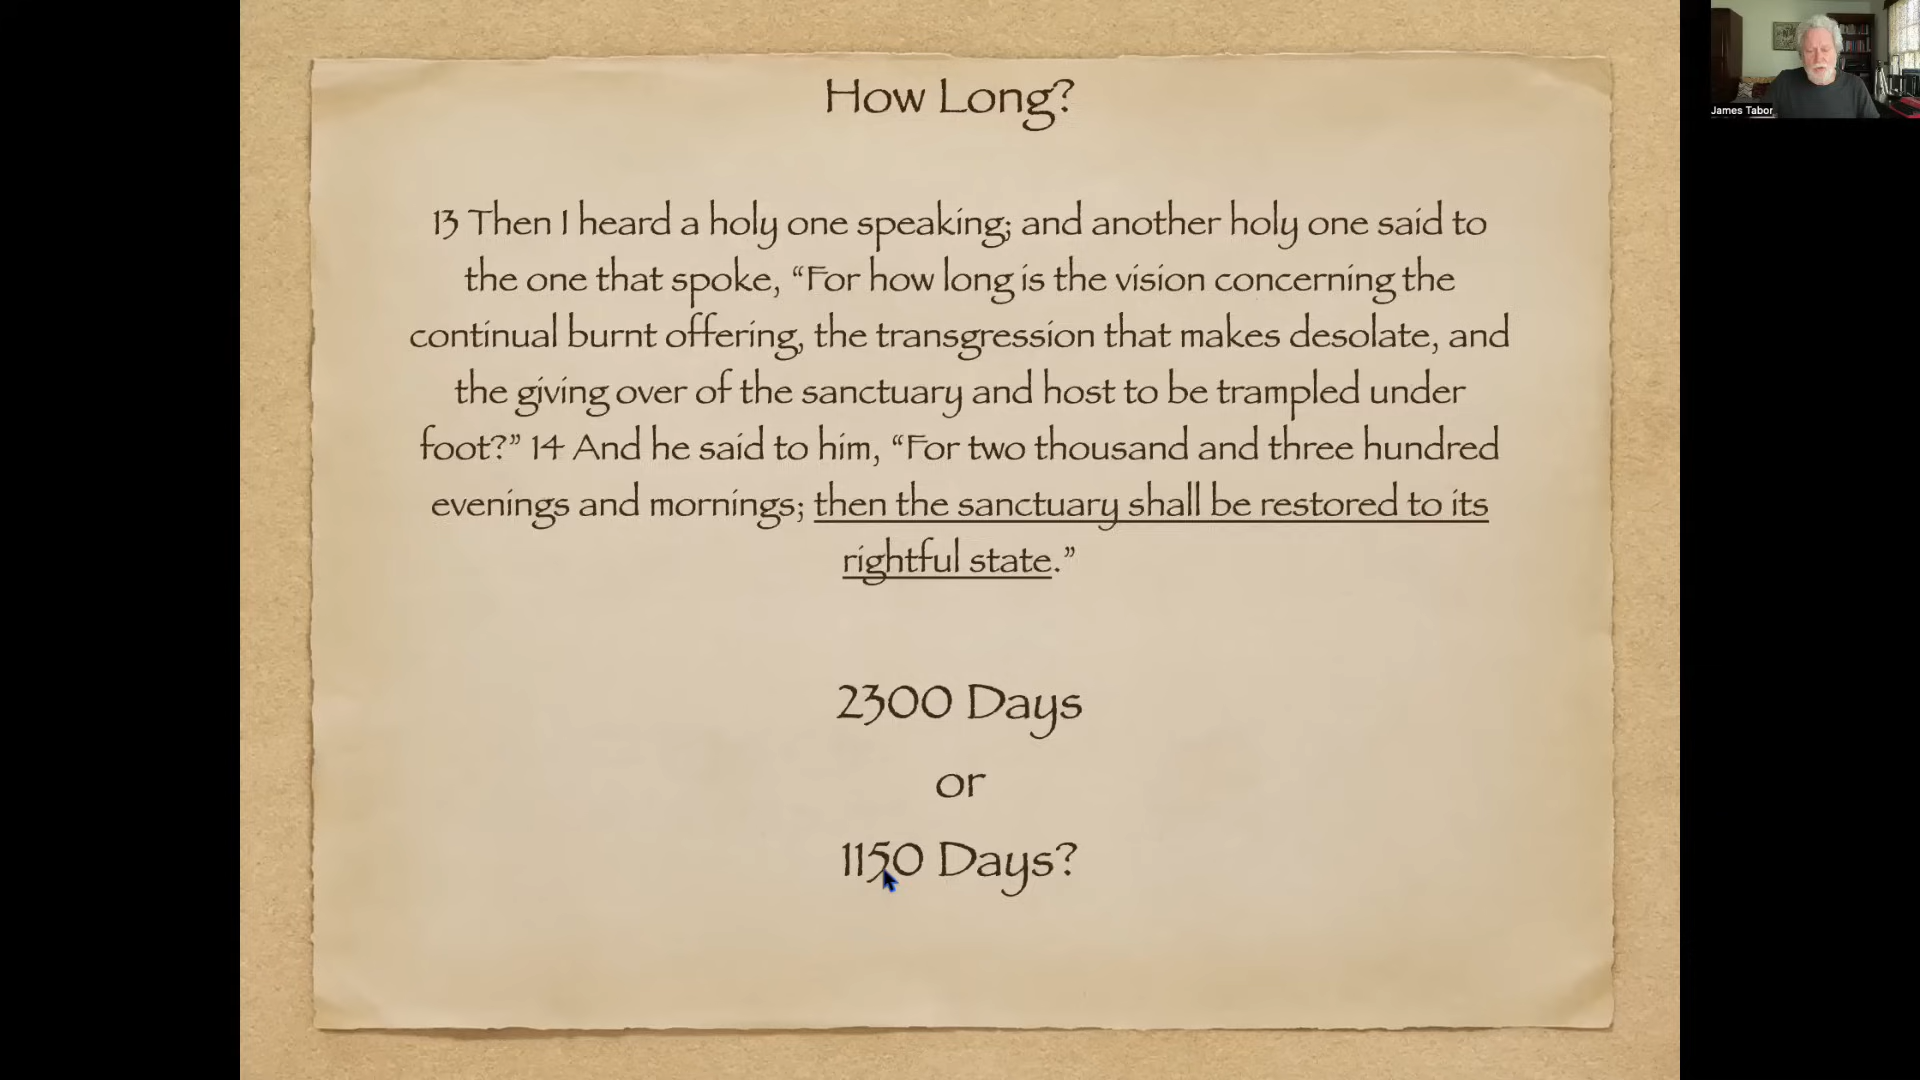 How Long?
13 Then I heard a holy one speaking; and another holy one said to
the one that spoke, “For how long is the vision concerning the
continual burnt offering, the transgression that makes desolate, and
the giving over of the sanctuary and host to be trampled under
foot?” 14 And he said to him, “For two thousand and three hundred
evenings and mornings; then the sanctuary shall be restored to its
rightful state.”
2300 Days
or
1150 Days?
James Tabor